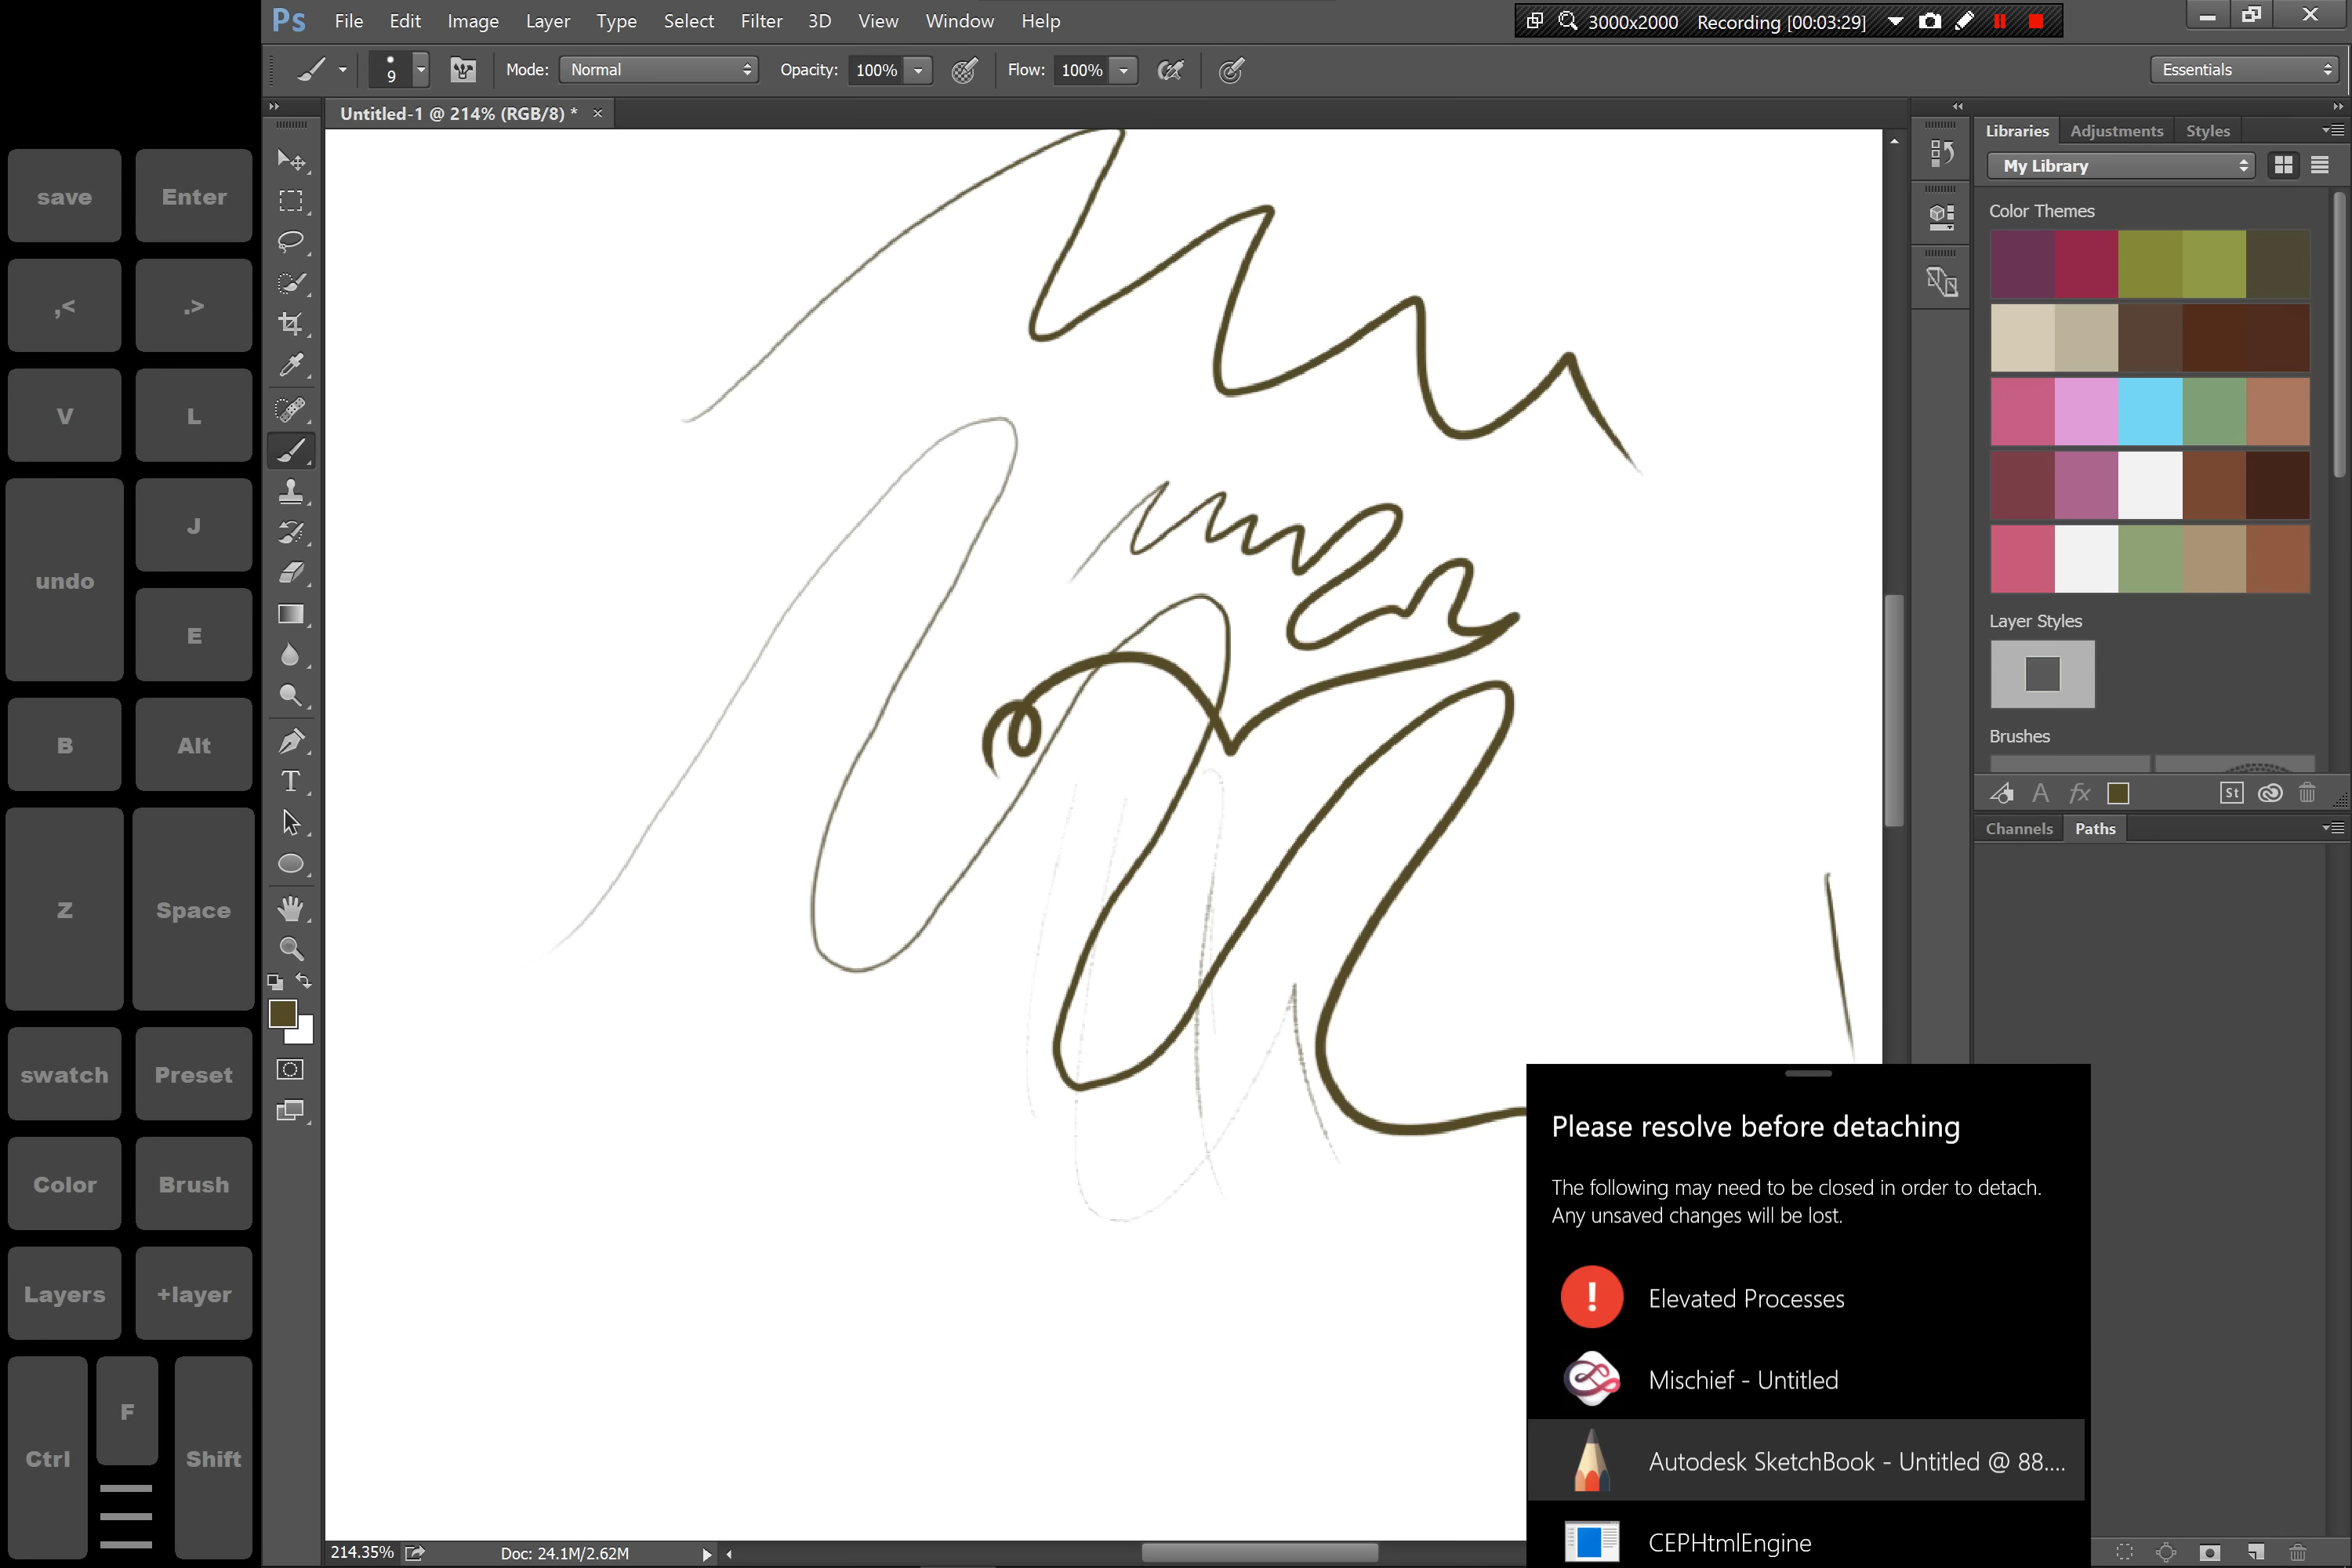 Ps File Edit Image Layer Type Select Filter 3D View Window Help
3000x2000 Recording [00:03:29]
9 Mode: Normal Opacity: 100% Flow: 100% Essentials
Untitled-1 @ 214% (RGB/8) * ×
save Enter
,< .>
V L
undo J
E
B Alt
Z Space
swatch Preset
Color Brush
Layers +layer
Ctrl F Shift
T
Libraries Adjustments Styles
My Library
Color Themes
Layer Styles
Brushes
A fx St
Channels Paths
Please resolve before detaching
The following may need to be closed in order to detach.
Any unsaved changes will be lost.
! Elevated Processes
Mischief - Untitled
Autodesk SketchBook - Untitled @ 88....
CEPHtmlEngine
214.35% Doc: 24.1M/2.62M